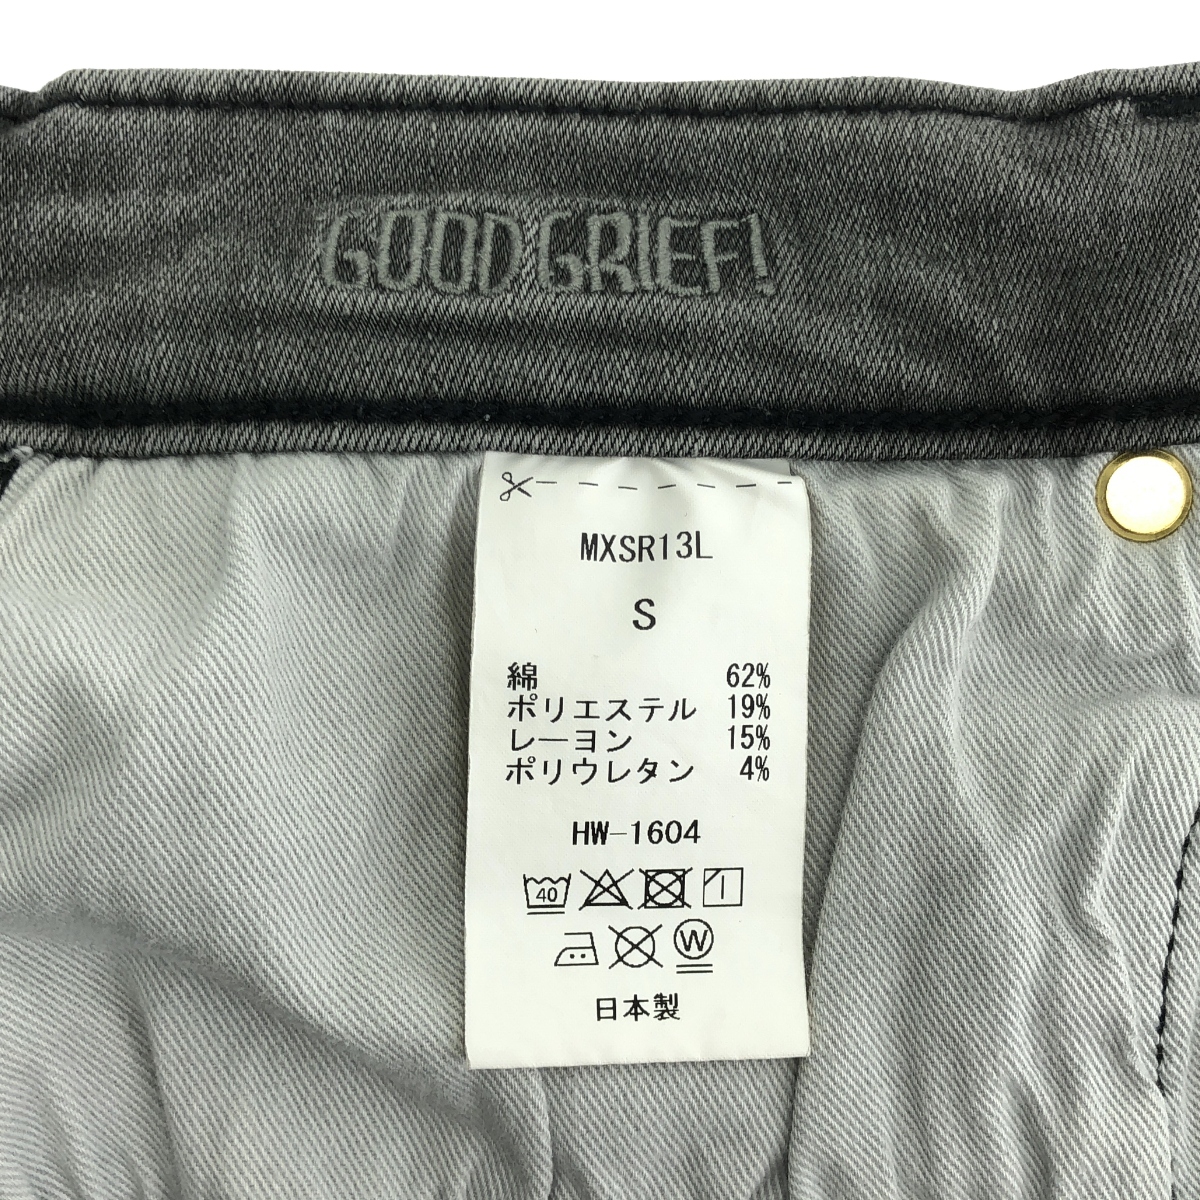 GOOD GRIEF!
MXSR13L
S
綿 62%
ポリエステル 19%
レーヨン 15%
ポリウレタン 4%
HW-1604
40
W
日本製